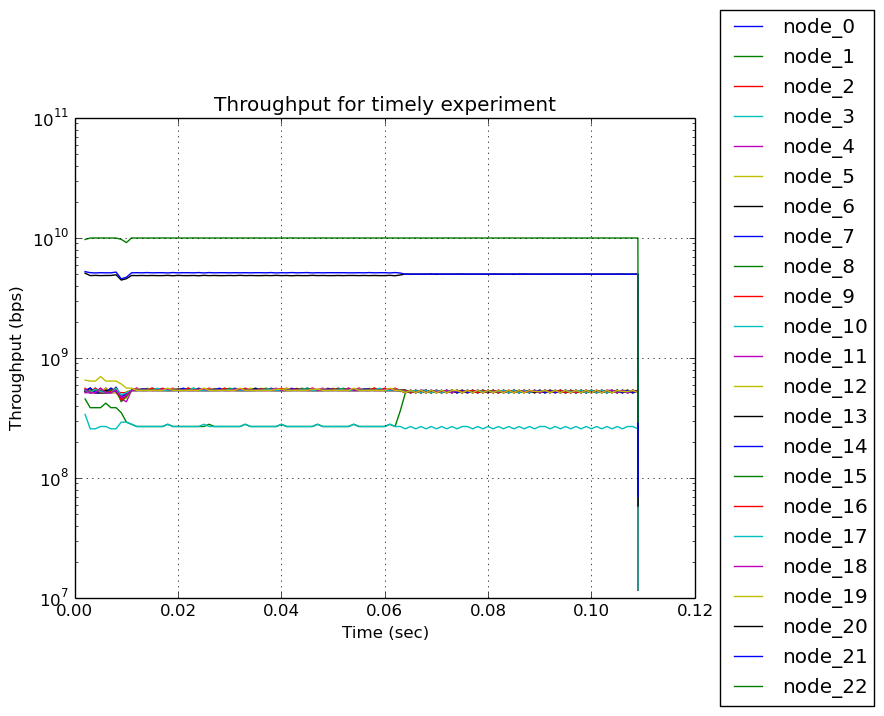 Throughput for timely experiment
10^11
10^10
10^9
10^8
10^7
Throughput (bps)
0.00 0.02 0.04 0.06 0.08 0.10 0.12
Time (sec)
node_0
node_1
node_2
node_3
node_4
node_5
node_6
node_7
node_8
node_9
node_10
node_11
node_12
node_13
node_14
node_15
node_16
node_17
node_18
node_19
node_20
node_21
node_22